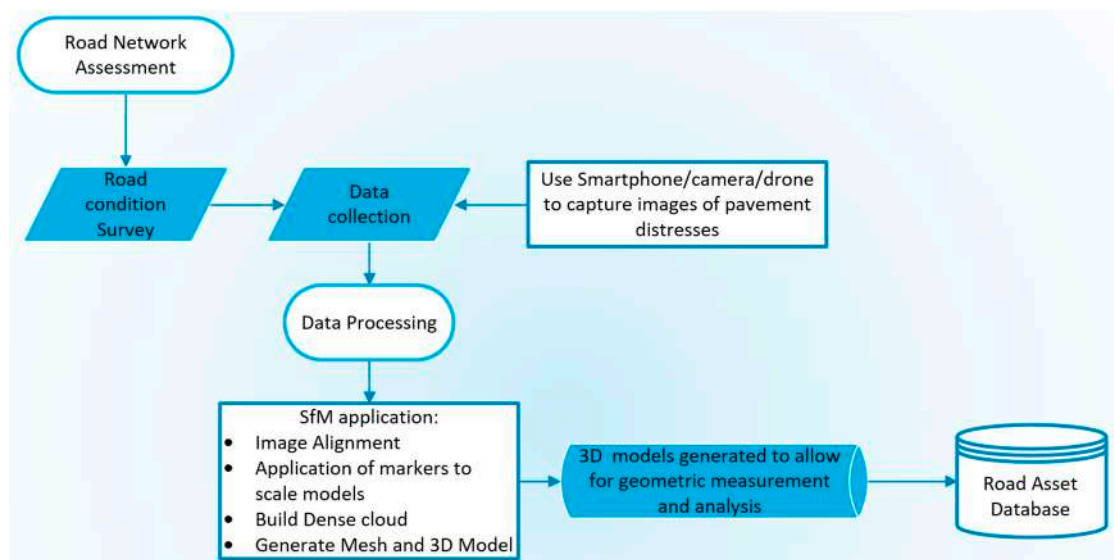 Road Network
Assessment
Road
condition
Survey
Data
collection
Use Smartphone/camera/drone
to capture images of pavement
distresses
Data Processing
SfM application:
• Image Alignment
• Application of markers to
scale models
• Build Dense cloud
• Generate Mesh and 3D Model
3D models generated to allow
for geometric measurement
and analysis
Road Asset
Database